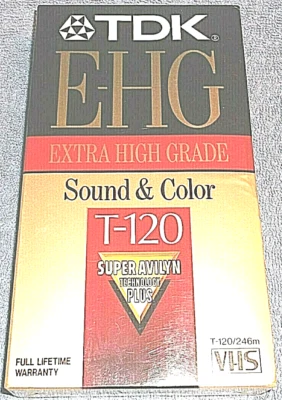 TDK®
E-HG
EXTRA HIGH GRADE
Sound & Color
T-120
SUPER AVILYN
TECHNOLOGY
PLUS
T-120/246m
FULL LIFETIME
WARRANTY
VHS